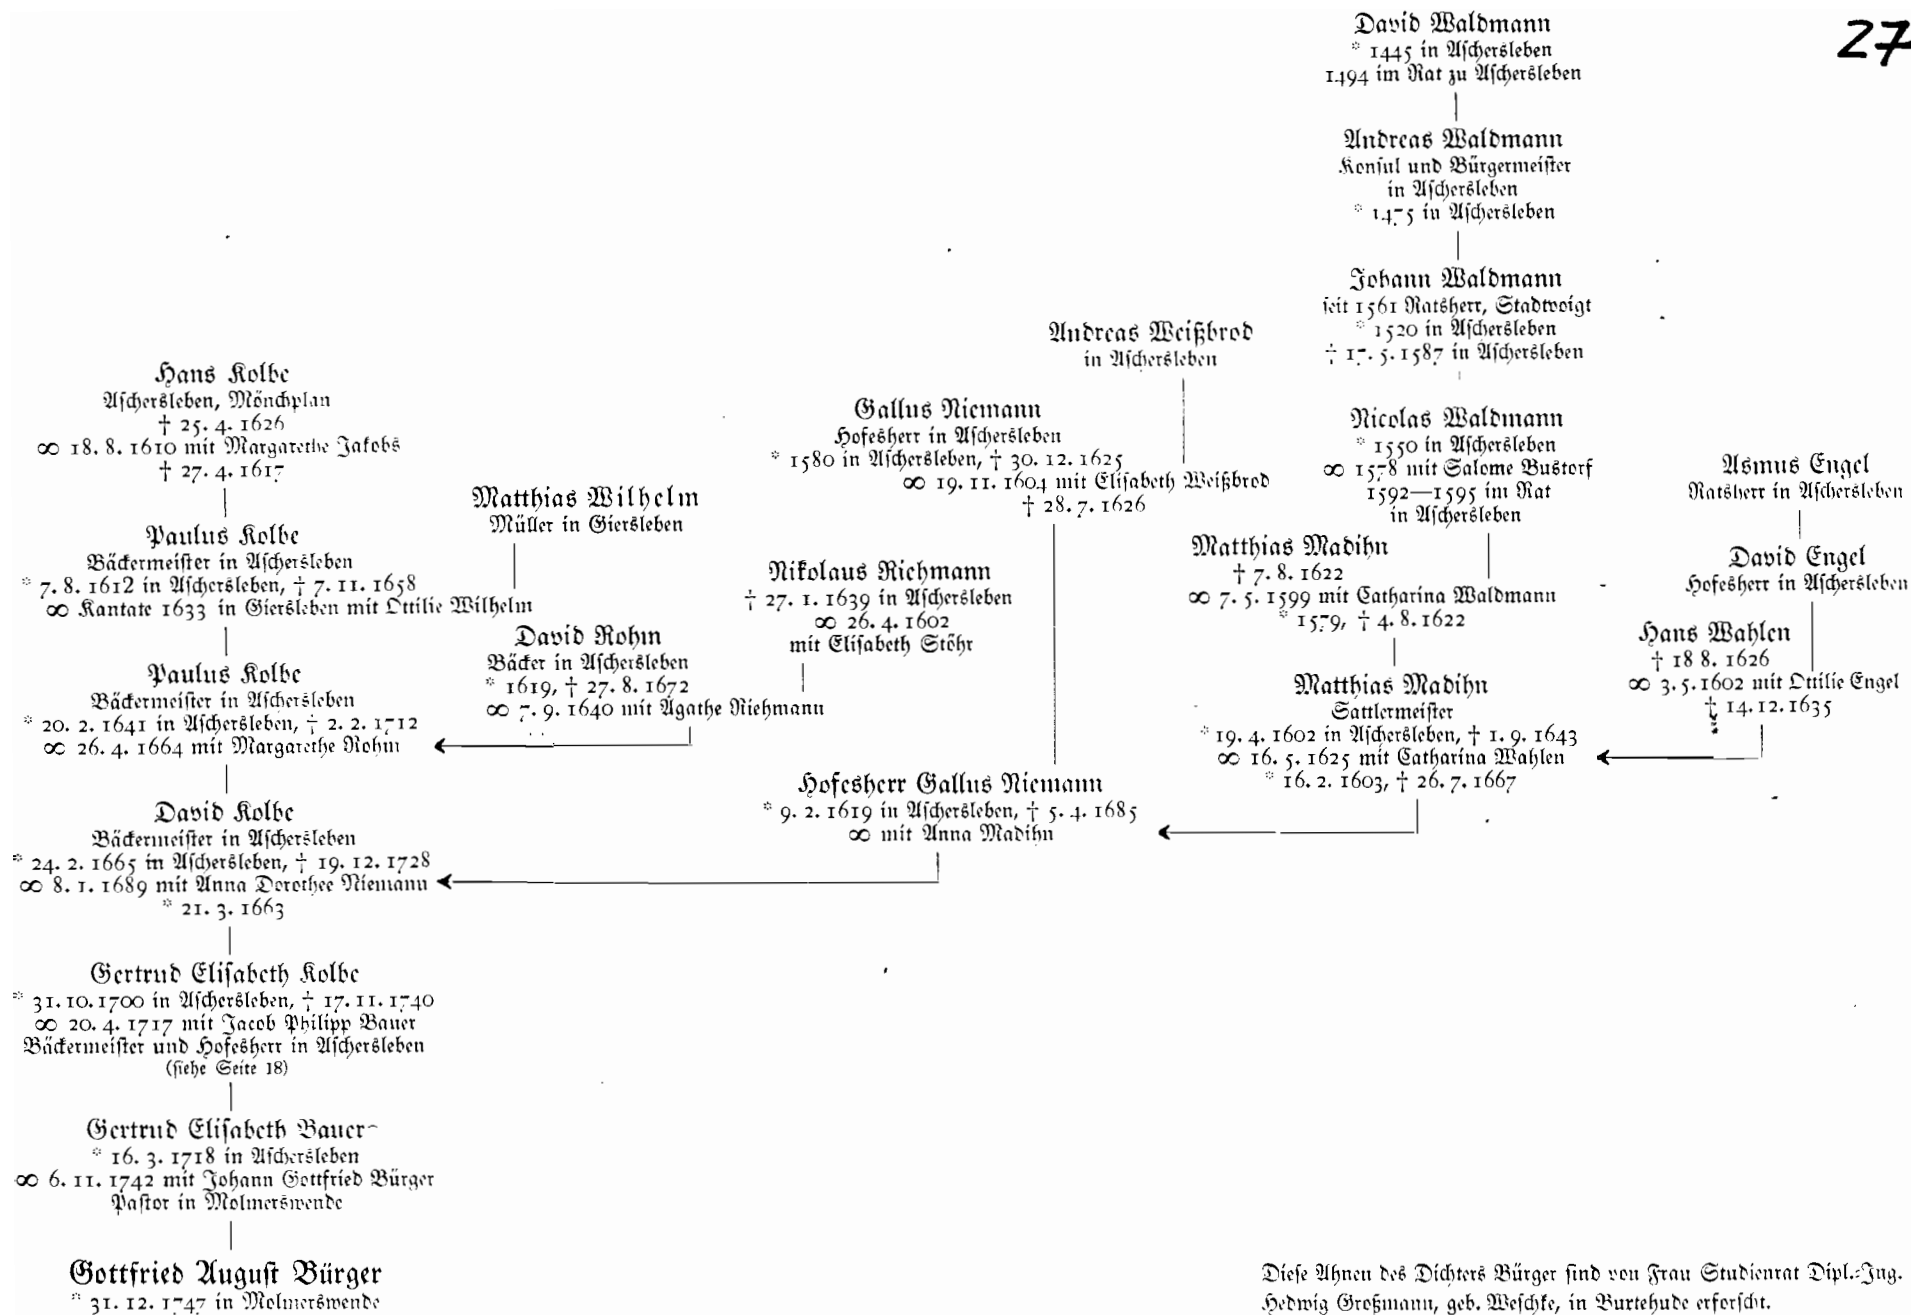 27
David Waldmann
* 1445 in Aſchersleben
1494 im Rat zu Aſchersleben
Andreas Waldmann
Konſul und Bürgermeiſter
in Aſchersleben
* 1475 in Aſchersleben
Johann Waldmann
ſeit 1561 Ratsherr, Stadtvoigt
* 1520 in Aſchersleben
† 17. 5. 1587 in Aſchersleben
Nicolas Waldmann
* 1550 in Aſchersleben
∞ 1578 mit Salome Bustorf
1592—1595 im Rat
in Aſchersleben
Andreas Weißbrod
in Aſchersleben
Gallus Niemann
Hofesherr in Aſchersleben
* 1580 in Aſchersleben, † 30. 12. 1625
∞ 19. 11. 1604 mit Eliſabeth Weißbrod
† 28. 7. 1626
Hans Kolbe
Aſchersleben, Mönchplan
† 25. 4. 1626
∞ 18. 8. 1610 mit Margarethe Jakobs
† 27. 4. 1617
Matthias Wilhelm
Müller in Giersleben
Asmus Engel
Ratsherr in Aſchersleben
Paulus Kolbe
Bäckermeiſter in Aſchersleben
* 7. 8. 1612 in Aſchersleben, † 7. 11. 1658
∞ Kantate 1633 in Giersleben mit Ottilie Wilhelm
Nikolaus Riehmann
† 27. 1. 1639 in Aſchersleben
∞ 26. 4. 1602
mit Eliſabeth Stöhr
Matthias Madihn
† 7. 8. 1622
∞ 7. 5. 1599 mit Catharina Waldmann
* 1579, † 4. 8. 1622
David Engel
Hofesherr in Aſchersleben
David Rohm
Bäcker in Aſchersleben
* 1619, † 27. 8. 1672
∞ 7. 9. 1640 mit Agathe Riehmann
Hans Wahlen
† 18 8. 1626
∞ 3. 5. 1602 mit Ottilie Engel
† 14. 12. 1635
Paulus Kolbe
Bäckermeiſter in Aſchersleben
* 20. 2. 1641 in Aſchersleben, † 2. 2. 1712
∞ 26. 4. 1664 mit Margarethe Rohm
Matthias Madihn
Sattlermeiſter
* 19. 4. 1602 in Aſchersleben, † 1. 9. 1643
∞ 16. 5. 1625 mit Catharina Wahlen
* 16. 2. 1603, † 26. 7. 1667
Hofesherr Gallus Niemann
* 9. 2. 1619 in Aſchersleben, † 5. 4. 1685
∞ mit Anna Madihn
David Kolbe
Bäckermeiſter in Aſchersleben
* 24. 2. 1665 in Aſchersleben, † 19. 12. 1728
∞ 8. 1. 1689 mit Anna Dorothee Niemann
* 21. 3. 1663
Gertrud Eliſabeth Kolbe
* 31. 10. 1700 in Aſchersleben, † 17. 11. 1740
∞ 20. 4. 1717 mit Jacob Philipp Bauer
Bäckermeiſter und Hofesherr in Aſchersleben
(ſiehe Seite 18)
Gertrud Eliſabeth Bauer
* 16. 3. 1718 in Aſchersleben
∞ 6. 11. 1742 mit Johann Gottfried Bürger
Paſtor in Molmerswende
Gottfried Auguſt Bürger
* 31. 12. 1747 in Molmerswende
Dieſe Ahnen des Dichters Bürger ſind von Frau Studienrat Dipl.-Ing.
Hedwig Großmann, geb. Weſchke, in Buxtehude erforſcht.